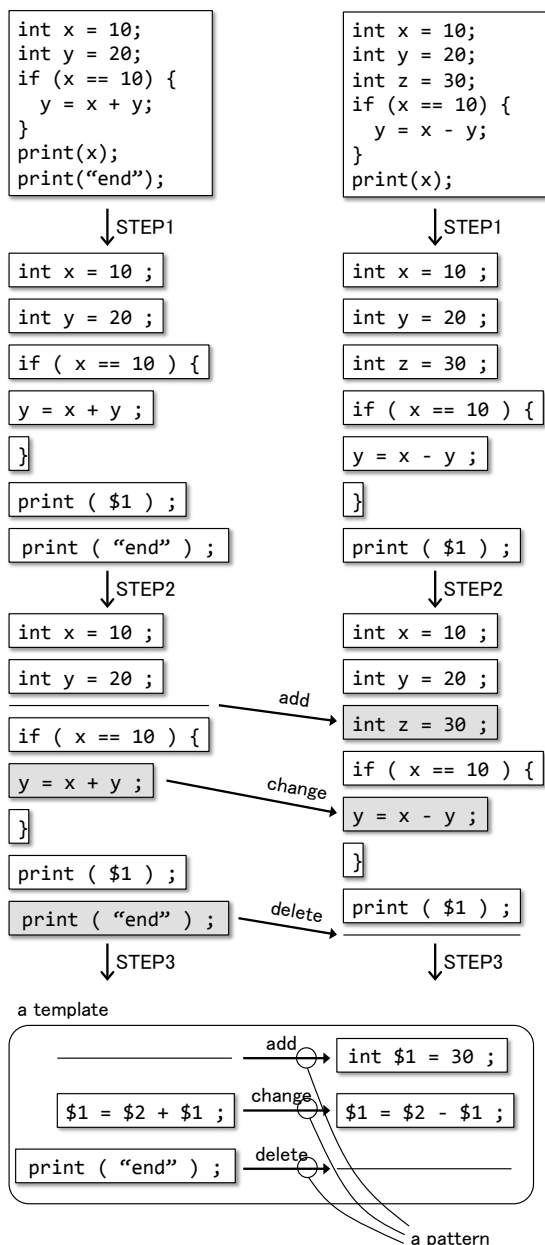 int x = 10;
int y = 20;
if (x == 10) {
  y = x + y;
}
print(x);
print(“end”);
int x = 10;
int y = 20;
int z = 30;
if (x == 10) {
  y = x - y;
}
print(x);
STEP1
STEP1
int x = 10 ;
int y = 20 ;
if ( x == 10 ) {
y = x + y ;
}
print ( $1 ) ;
print ( “end” ) ;
int x = 10 ;
int y = 20 ;
int z = 30 ;
if ( x == 10 ) {
y = x - y ;
}
print ( $1 ) ;
STEP2
STEP2
int x = 10 ;
int y = 20 ;
if ( x == 10 ) {
y = x + y ;
}
print ( $1 ) ;
print ( “end” ) ;
add
change
delete
int x = 10 ;
int y = 20 ;
int z = 30 ;
if ( x == 10 ) {
y = x - y ;
}
print ( $1 ) ;
STEP3
STEP3
a template
add
int $1 = 30 ;
$1 = $2 + $1 ;
change
$1 = $2 - $1 ;
print ( “end” ) ;
delete
a pattern